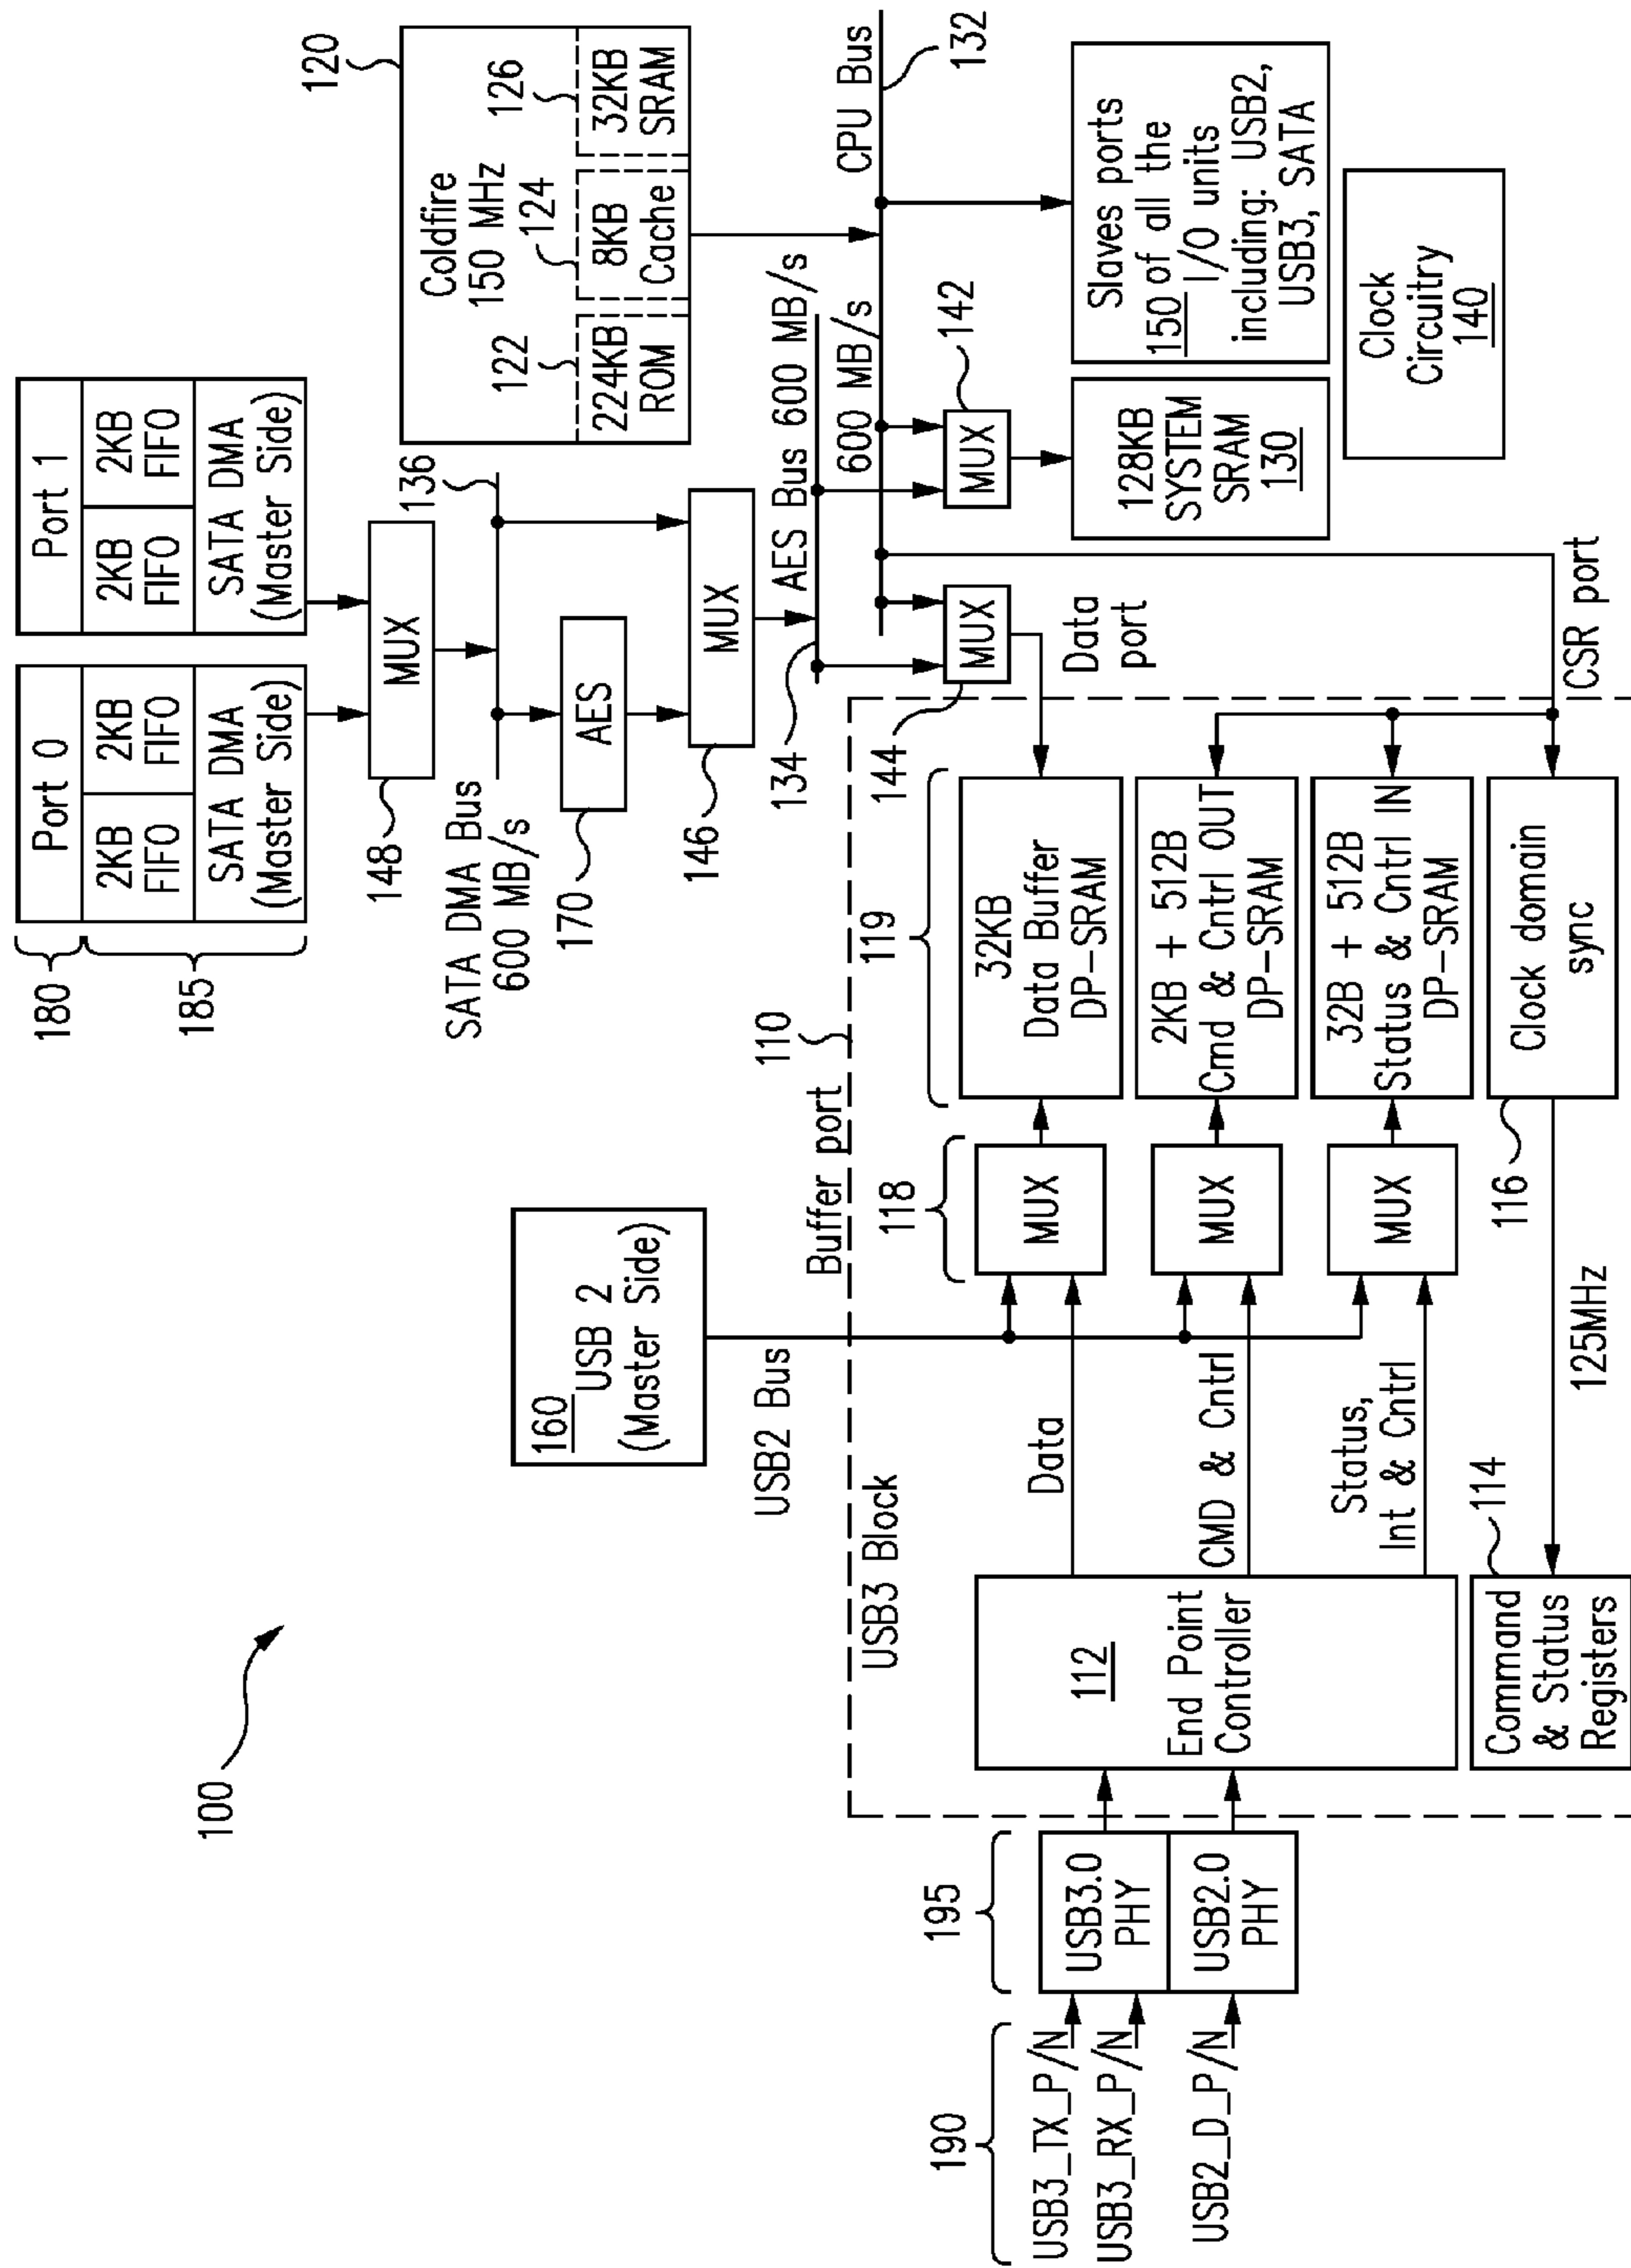 100
190
USB3_TX_P/N
USB3_RX_P/N
USB2_D_P/N
195
USB3.0
PHY
USB2.0
PHY
160 USB 2
(Master Side)
USB2 Bus
USB3 Block
Buffer port
110
112
End Point
Controller
114
Command
& Status
Registers
Data
CMD & Cntrl
Status,
Int & Cntrl
125MHz
118
MUX
MUX
MUX
116
119
32KB
Data Buffer
DP-SRAM
2KB + 512B
Cmd & Cntrl OUT
DP-SRAM
32B + 512B
Status & Cntrl IN
DP-SRAM
Clock domain
sync
180
185
Port 0
2KB
FIFO
2KB
FIFO
SATA DMA
(Master Side)
Port 1
2KB
FIFO
2KB
FIFO
SATA DMA
(Master Side)
148
MUX
136
SATA DMA Bus
600 MB/s
170
AES
146
MUX
134
AES Bus 600 MB/s
144
MUX
Data
port
CSR port
120
Coldfire
150 MHz
122
124
126
224KB
ROM
8KB
Cache
32KB
SRAM
600 MB/s
CPU Bus
132
142
MUX
128KB
SYSTEM
SRAM
130
Slaves ports
150 of all the
I/O units
including: USB2,
USB3, SATA
Clock
Circuitry
140